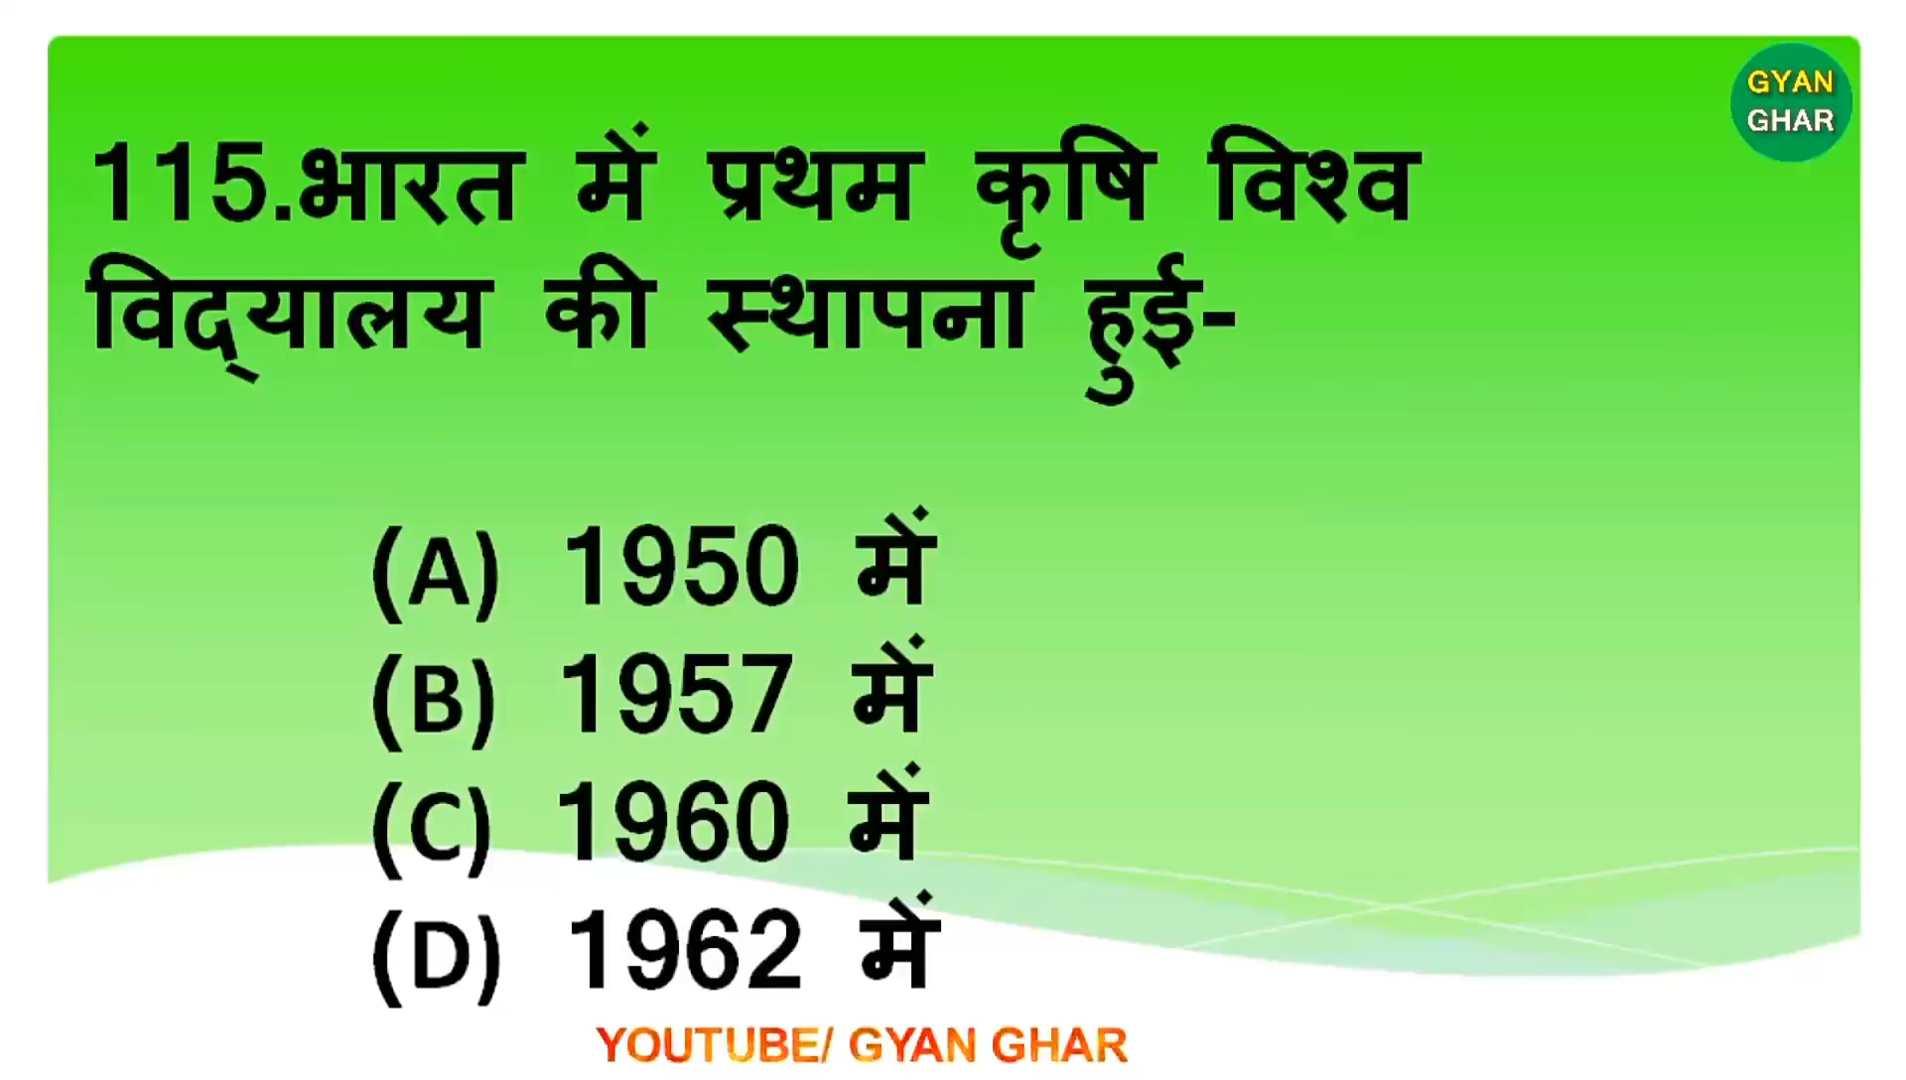 GYAN
GHAR
115.भारत में प्रथम कृषि विश्व
विद्यालय की स्थापना हुई-
(A) 1950 में
(B) 1957 में
(C) 1960 में
(D) 1962 में
YOUTUBE/ GYAN GHAR